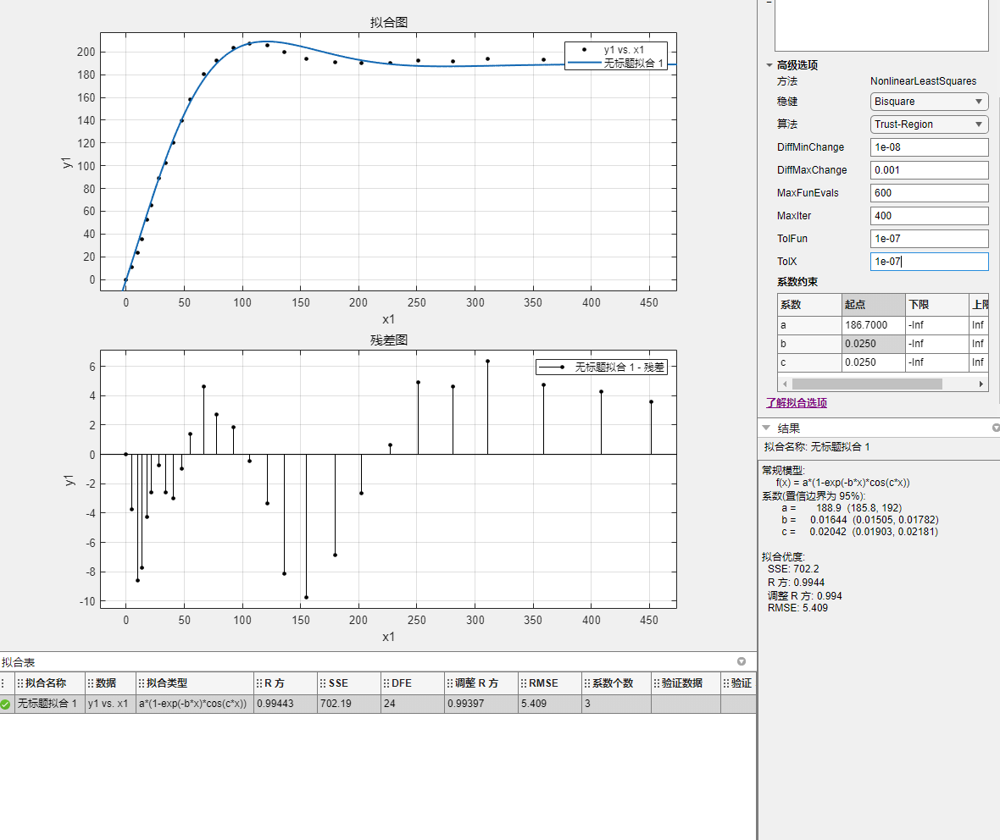 拟合图
y1 vs. x1
无标题拟合 1
200
180
160
140
120
100
80
60
40
20
0
y1
0 50 100 150 200 250 300 350 400 450
x1
残差图
无标题拟合 1 - 残差
6
4
2
0
-2
-4
-6
-8
-10
y1
0 50 100 150 200 250 300 350 400 450
x1
拟合表
拟合名称 数据 拟合类型 R 方 SSE DFE 调整 R 方 RMSE 系数个数 验证数据 验证
无标题拟合 1 y1 vs. x1 a*(1-exp(-b*x)*cos(c*x)) 0.99443 702.19 24 0.99397 5.409 3
高级选项
方法 NonlinearLeastSquares
稳健 Bisquare
算法 Trust-Region
DiffMinChange 1e-08
DiffMaxChange 0.001
MaxFunEvals 600
MaxIter 400
TolFun 1e-07
TolX 1e-07
系数约束
系数 起点 下限 上限
a 186.7000 -Inf Inf
b 0.0250 -Inf Inf
c 0.0250 -Inf Inf
了解拟合选项
结果
拟合名称: 无标题拟合 1
常规模型:
f(x) = a*(1-exp(-b*x)*cos(c*x))
系数(置信边界为 95%):
a = 188.9 (185.8, 192)
b = 0.01644 (0.01505, 0.01782)
c = 0.02042 (0.01903, 0.02181)
拟合优度:
SSE: 702.2
R 方: 0.9944
调整 R 方: 0.994
RMSE: 5.409